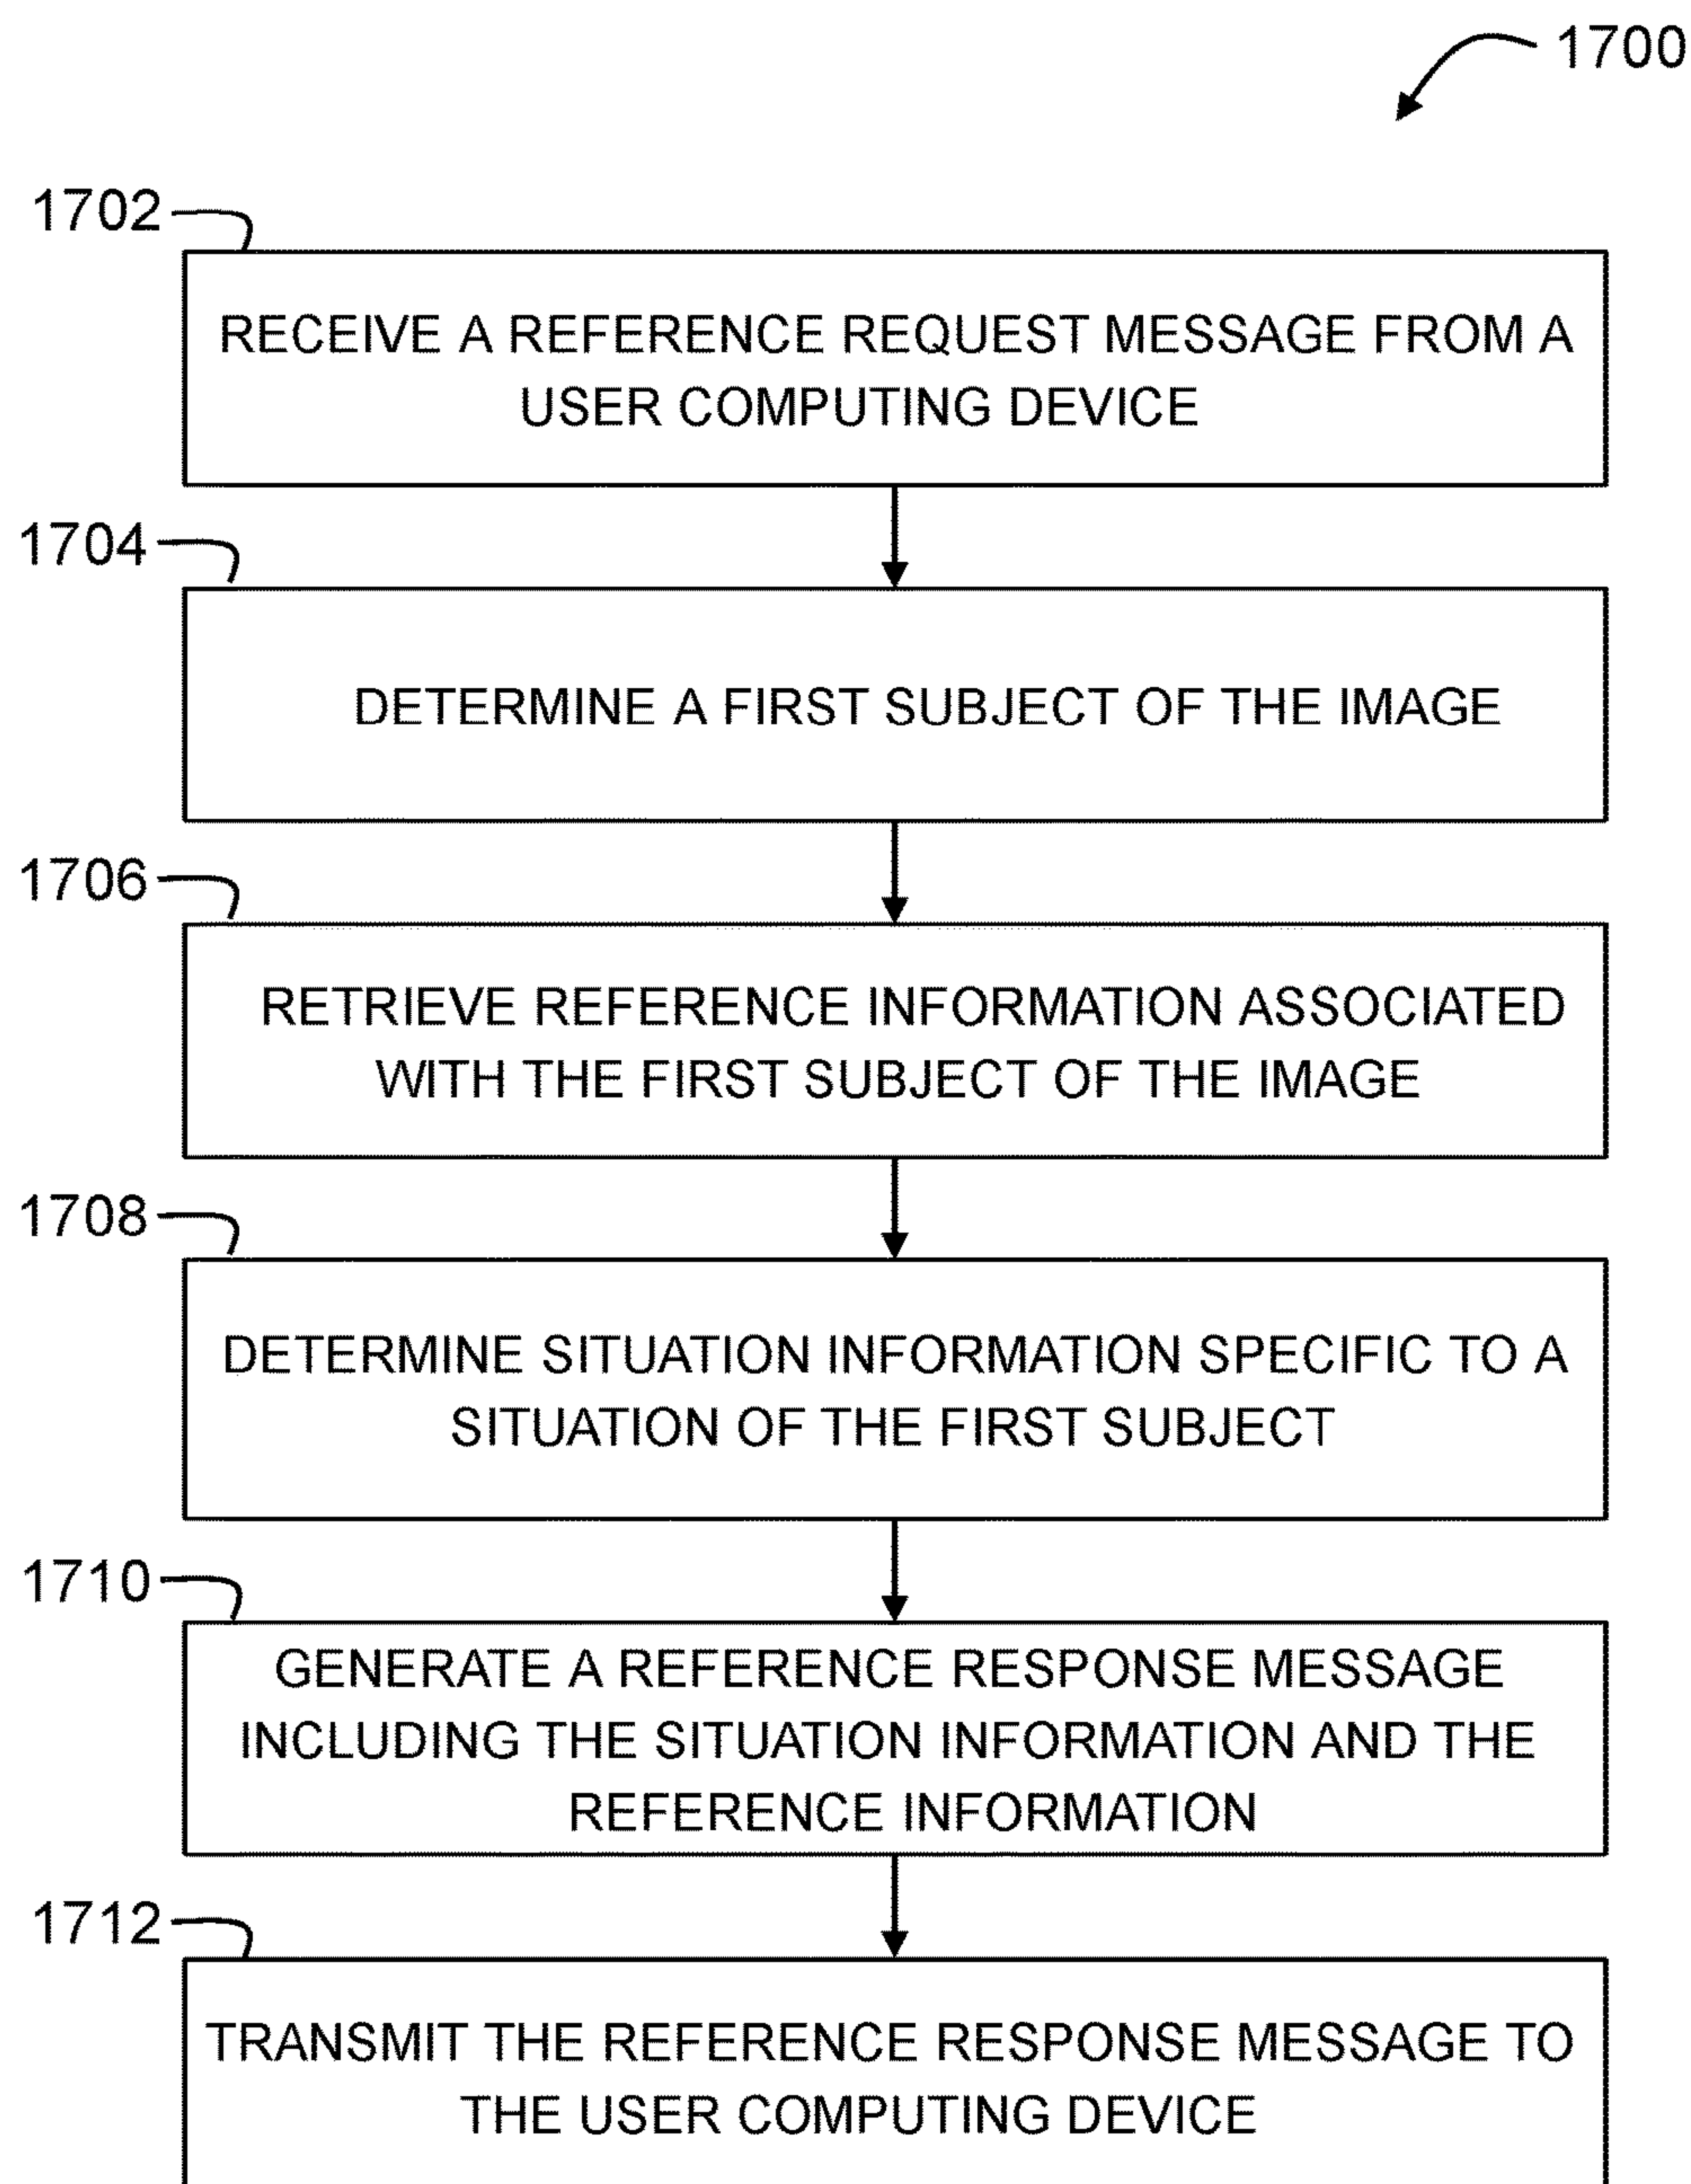 1700
1702
RECEIVE A REFERENCE REQUEST MESSAGE FROM A
USER COMPUTING DEVICE
1704
DETERMINE A FIRST SUBJECT OF THE IMAGE
1706
RETRIEVE REFERENCE INFORMATION ASSOCIATED
WITH THE FIRST SUBJECT OF THE IMAGE
1708
DETERMINE SITUATION INFORMATION SPECIFIC TO A
SITUATION OF THE FIRST SUBJECT
1710
GENERATE A REFERENCE RESPONSE MESSAGE
INCLUDING THE SITUATION INFORMATION AND THE
REFERENCE INFORMATION
1712
TRANSMIT THE REFERENCE RESPONSE MESSAGE TO
THE USER COMPUTING DEVICE